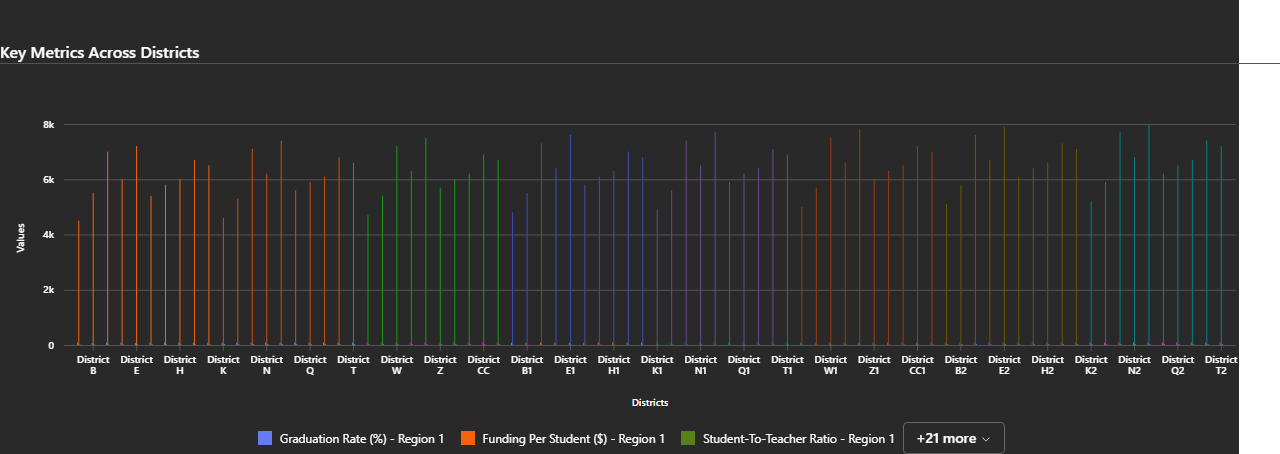 Key Metrics Across Districts
8k
6k
4k
2k
0
Values
District District District District District District District District District District District District District District District District District District District District District District District District District District District
B E H K N Q T W Z CC B1 E1 H1 K1 N1 Q1 T1 W1 Z1 CC1 B2 E2 H2 K2 N2 Q2 T2
Districts
Graduation Rate (%) - Region 1 Funding Per Student ($) - Region 1 Student-To-Teacher Ratio - Region 1 +21 more